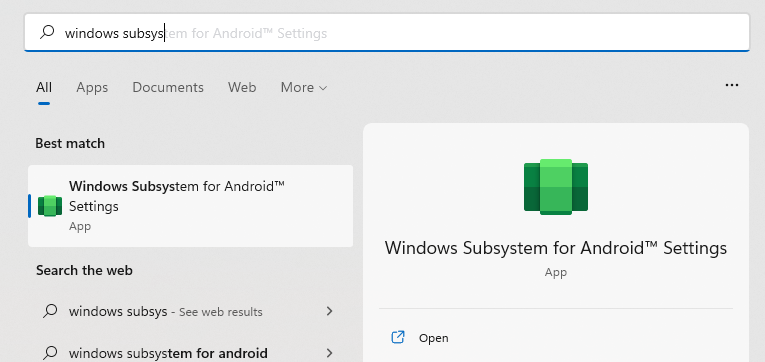 windows subsystem for Android™ Settings
All Apps Documents Web More ...
Best match
Windows Subsystem for Android™
Settings
App
Search the web
windows subsys - See web results
windows subsystem for android
Windows Subsystem for Android™ Settings
App
Open